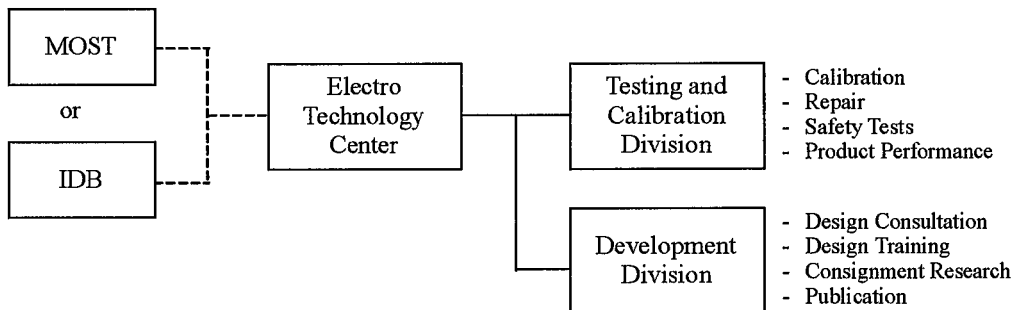 MOST
or
IDB
Electro
Technology
Center
Testing and
Calibration
Division
- Calibration
- Repair
- Safety Tests
- Product Performance
Development
Division
- Design Consultation
- Design Training
- Consignment Research
- Publication